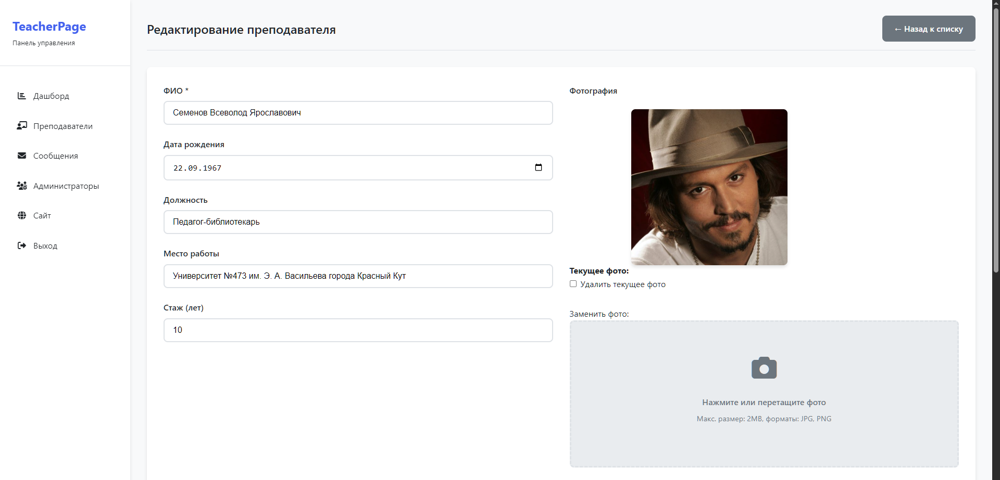 TeacherPage
Панель управления
Дашборд
Преподаватели
Сообщения
Администраторы
Сайт
Выход
Редактирование преподавателя
← Назад к списку
ФИО *
Семенов Всеволод Ярославович
Дата рождения
22.09.1967
Должность
Педагог-библиотекарь
Место работы
Университет №473 им. Э. А. Васильева города Красный Кут
Стаж (лет)
10
Фотография
Текущее фото:
Удалить текущее фото
Заменить фото:
Нажмите или перетащите фото
Макс. размер: 2MB, форматы: JPG, PNG